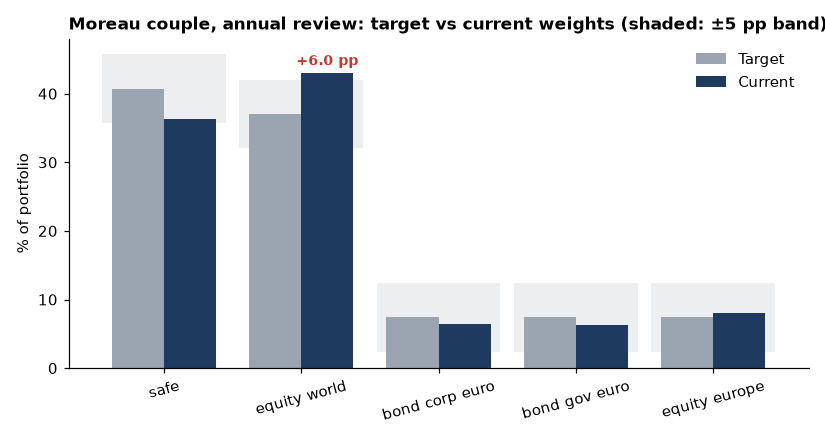 Moreau couple, annual review: target vs current weights (shaded: ±5 pp band)
+6.0 pp
Target
Current
% of portfolio
40
30
20
10
0
safe
equity world
bond corp euro
bond gov euro
equity europe